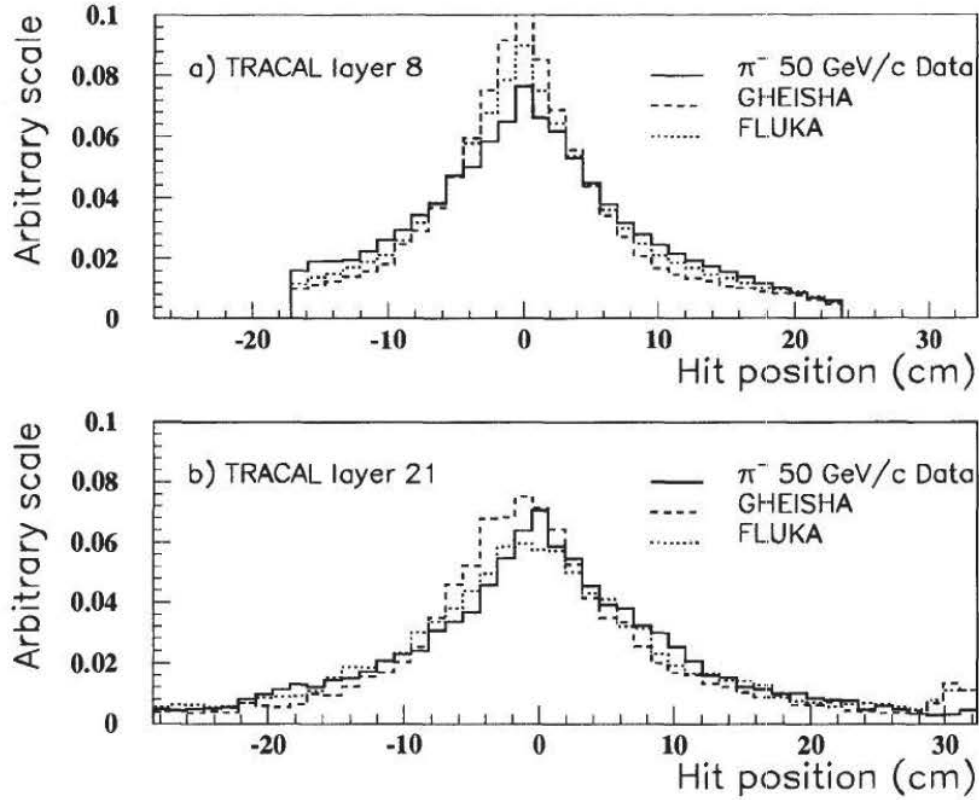 Arbitrary scale
0.1
0.08
0.06
0.04
0.02
0
a) TRACAL layer 8
π⁻ 50 GeV/c Data
GHEISHA
FLUKA
-20 -10 0 10 20 30
Hit position (cm)
Arbitrary scale
0.1
0.08
0.06
0.04
0.02
0
b) TRACAL layer 21
π⁻ 50 GeV/c Data
GHEISHA
FLUKA
-20 -10 0 10 20 30
Hit position (cm)